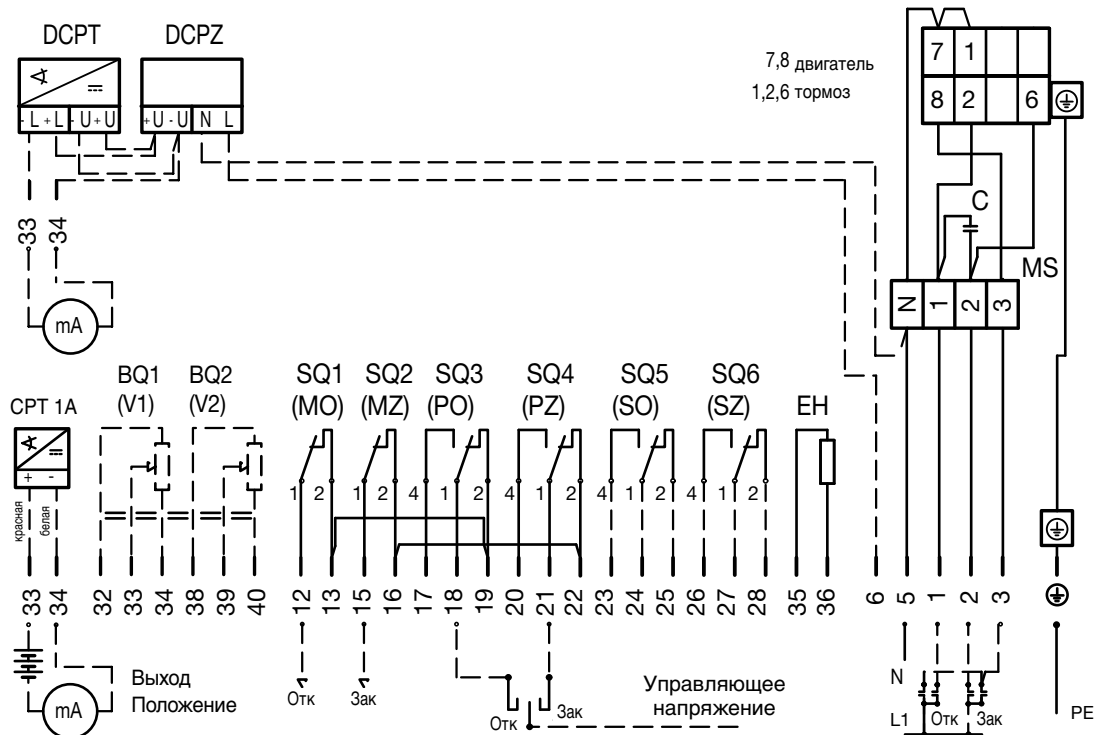 DCPT DCPZ
- L + L - U + U
+ U - U N L
7,8 двигатель
1,2,6 тормоз
7 1
8 2 6
C
MS
N 1 2 3
33 34
mA
CPT 1A
+ -
красная
белая
BQ1
(V1)
BQ2
(V2)
SQ1
(MO)
SQ2
(MZ)
SQ3
(PO)
SQ4
(PZ)
SQ5
(SO)
SQ6
(SZ)
EH
1 2 1 2 4 1 2 4 1 2 4 1 2 4 1 2
33 34 32 33 34 38 39 40 12 13 15 16 17 18 19 20 21 22 23 24 25 26 27 28 35 36 6 5 1 2 3
mA
Выход
Положение
Отк
Зак
Отк
Зак
Управляющее
напряжение
N
L1
Отк
Зак
PE